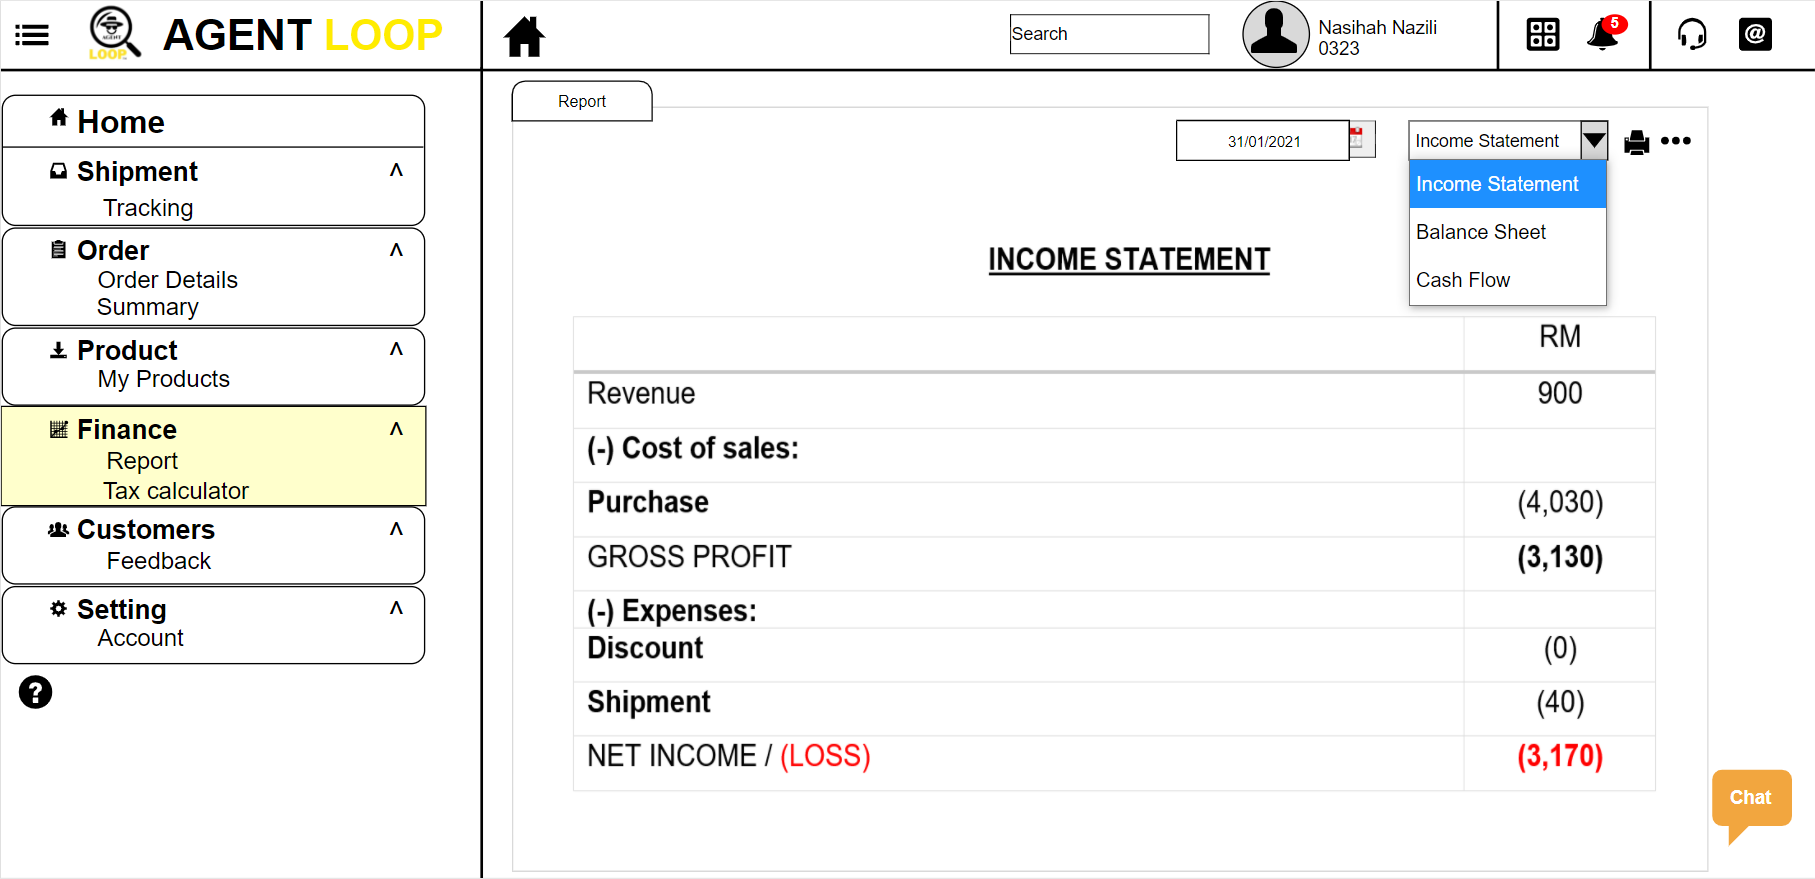 AGENT LOOP
AGENT
LOOP
Search
Nasihah Nazili
0323
5
@
Home
Shipment ^
Tracking
Order ^
Order Details
Summary
Product ^
My Products
Finance ^
Report
Tax calculator
Customers ^
Feedback
Setting ^
Account
?
Report
31/01/2021
Income Statement
Income Statement
Balance Sheet
Cash Flow
INCOME STATEMENT
RM
Revenue 900
(-) Cost of sales:
Purchase (4,030)
GROSS PROFIT (3,130)
(-) Expenses:
Discount (0)
Shipment (40)
NET INCOME / (LOSS) (3,170)
Chat